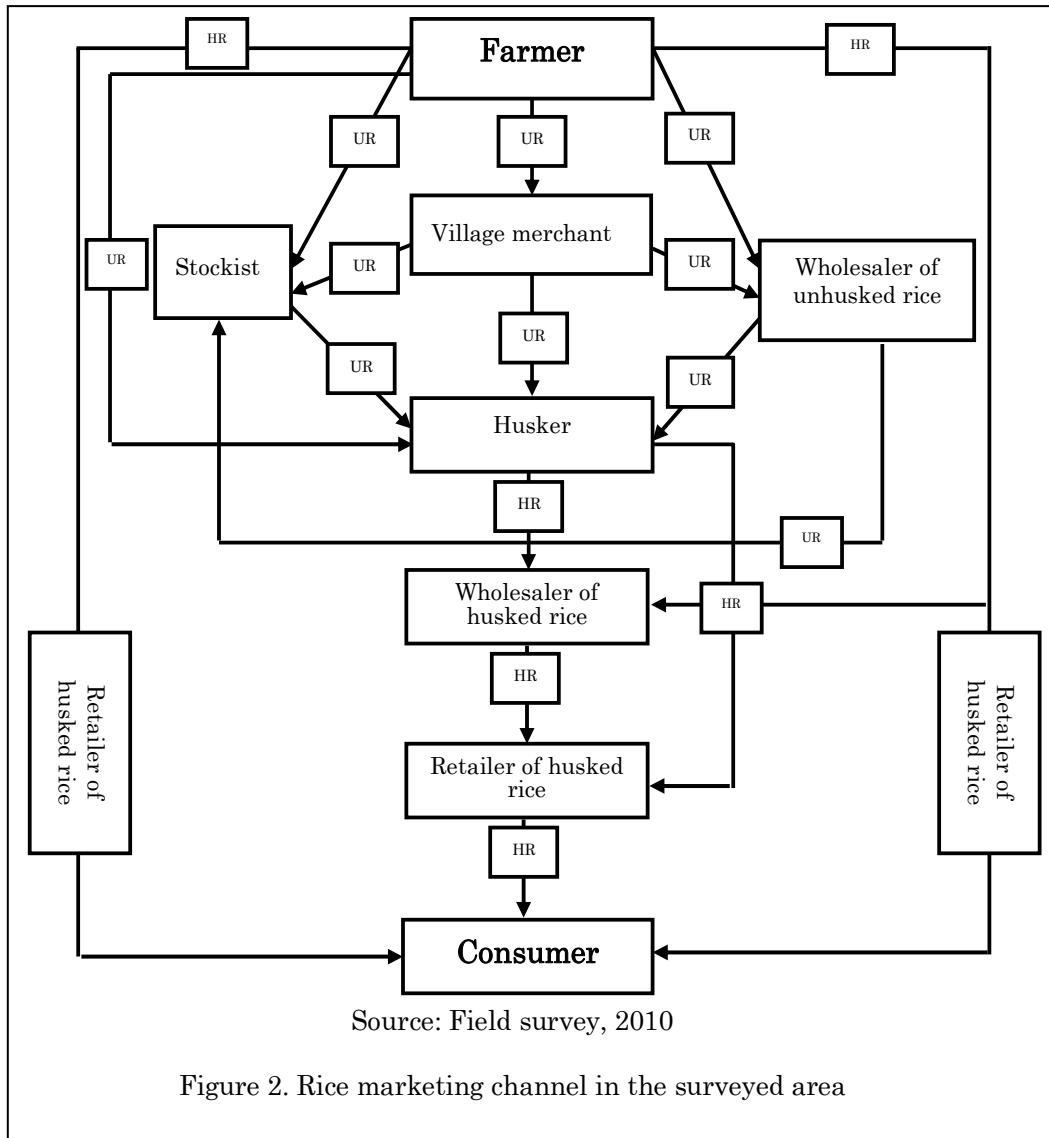 HR
Farmer
HR
UR
UR
UR
Village merchant
Stockist
UR
UR
UR
Wholesaler of
unhusked rice
UR
UR
UR
Husker
HR
UR
Wholesaler of
husked rice
HR
HR
Retailer of
husked rice
Retailer of
husked rice
Retailer of husked
rice
HR
Consumer
Source: Field survey, 2010
Figure 2. Rice marketing channel in the surveyed area